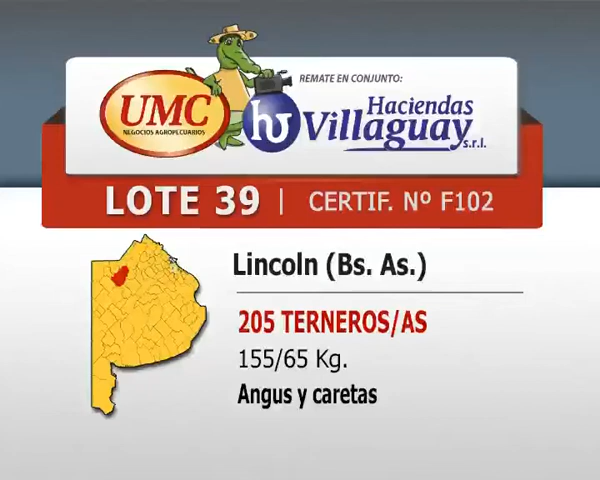 REMATE EN CONJUNTO:
UMC
NEGOCIOS AGROPECUARIOS
hv Haciendas
Villaguay s.r.l.
LOTE 39 | CERTIF. Nº F102
Lincoln (Bs. As.)
205 TERNEROS/AS
155/65 Kg.
Angus y caretas